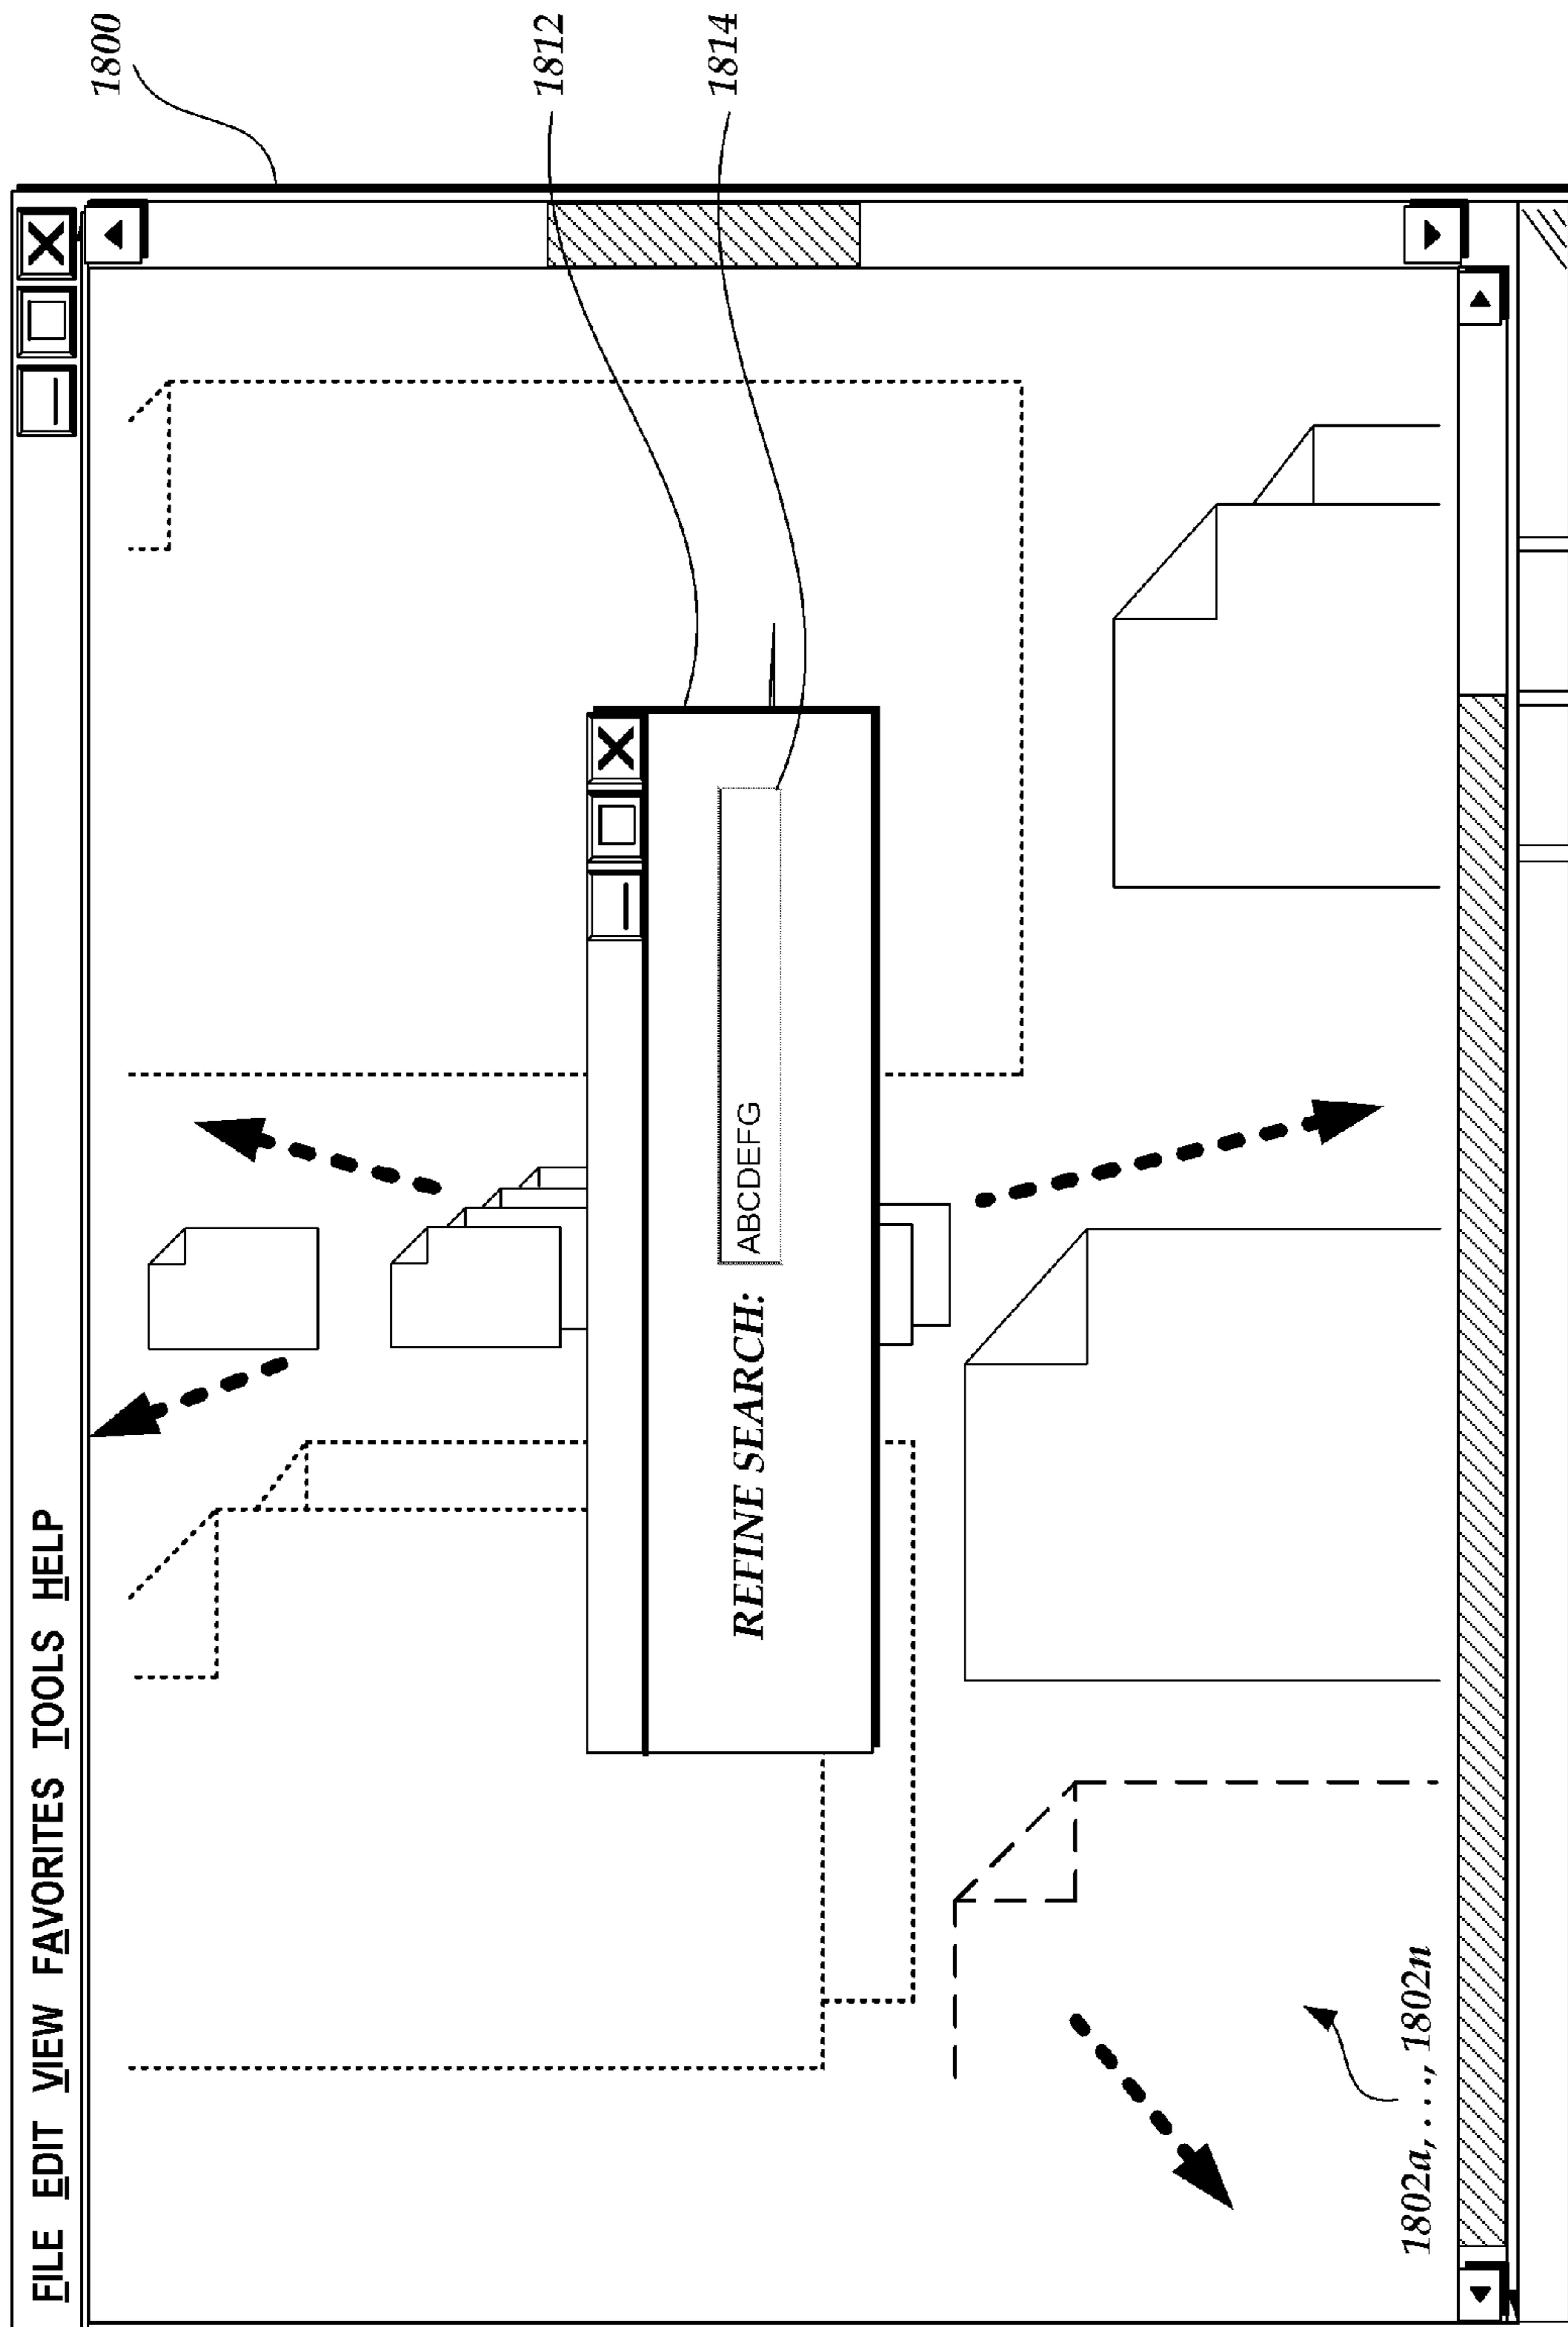 FILE EDIT VIEW FAVORITES TOOLS HELP
1800
1812
1814
REFINE SEARCH: ABCDEFG
1802a, . . ., 1802n